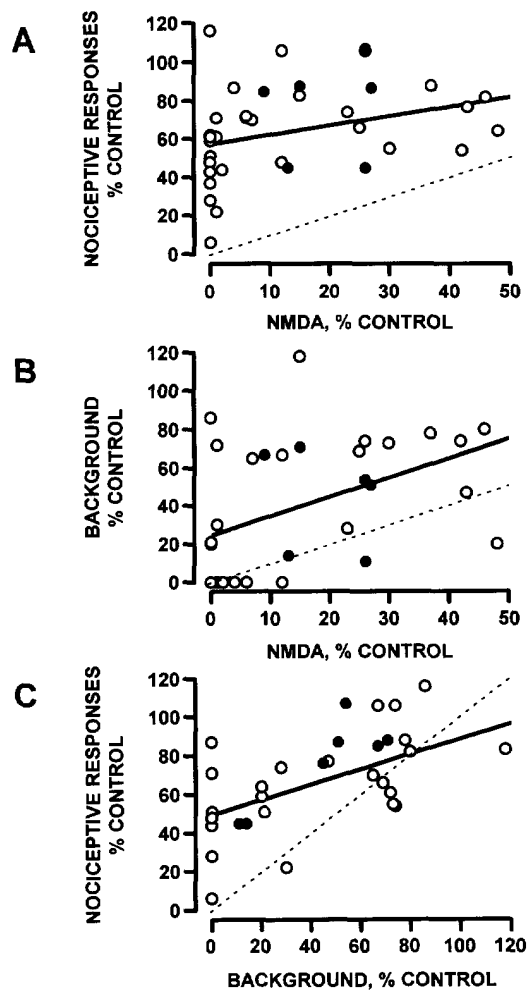 A
NOCICEPTIVE RESPONSES
% CONTROL
120
100
80
60
40
20
0
0 10 20 30 40 50
NMDA, % CONTROL
B
BACKGROUND
% CONTROL
120
100
80
60
40
20
0
0 10 20 30 40 50
NMDA, % CONTROL
C
NOCICEPTIVE RESPONSES
% CONTROL
120
100
80
60
40
20
0
0 20 40 60 80 100 120
BACKGROUND, % CONTROL